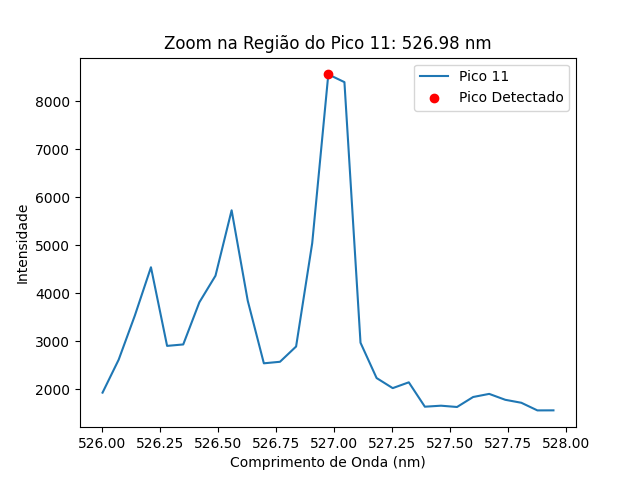 Zoom na Região do Pico 11: 526.98 nm
Pico 11
Pico Detectado
Intensidade
8000
7000
6000
5000
4000
3000
2000
526.00 526.25 526.50 526.75 527.00 527.25 527.50 527.75 528.00
Comprimento de Onda (nm)